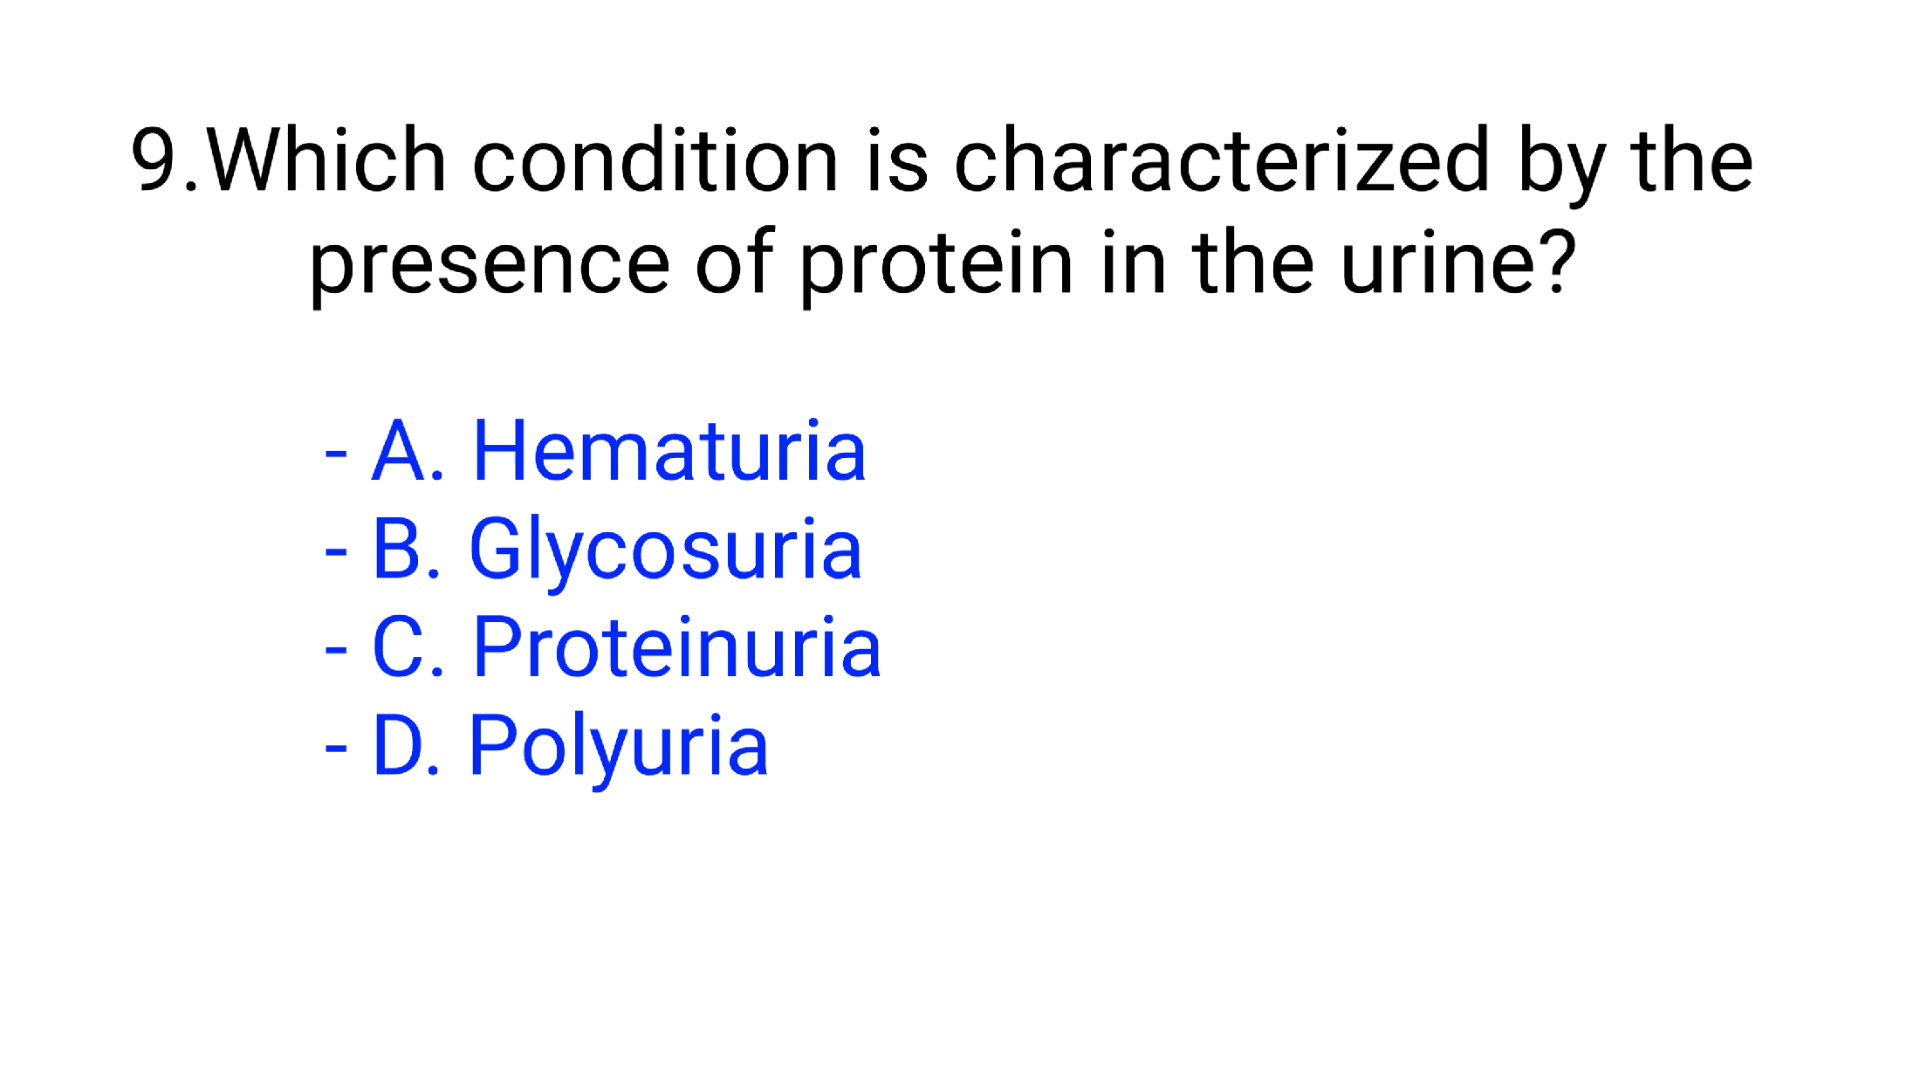 9.Which condition is characterized by the
presence of protein in the urine?
- A. Hematuria
- B. Glycosuria
- C. Proteinuria
- D. Polyuria